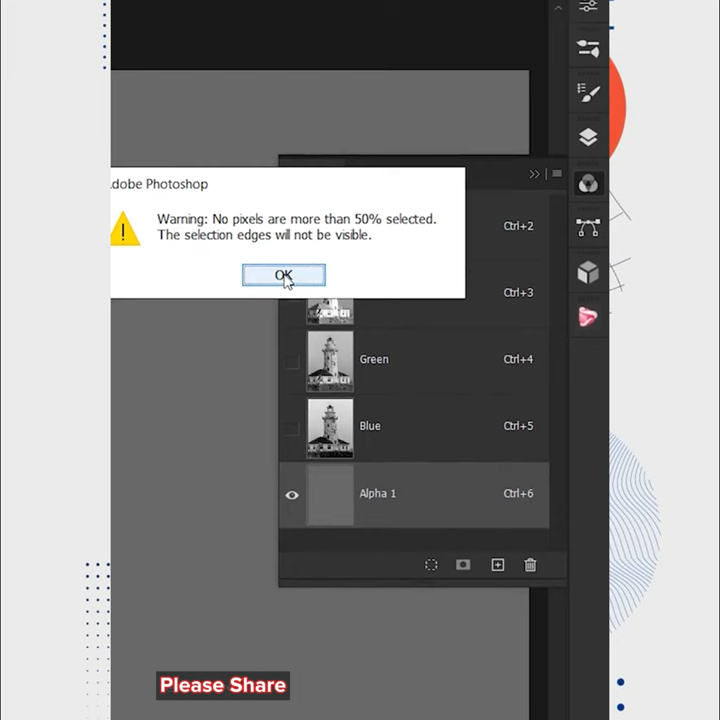 dobe Photoshop
Warning: No pixels are more than 50% selected.
The selection edges will not be visible.
OK
Ctrl+2
Ctrl+3
Green Ctrl+4
Blue Ctrl+5
Alpha 1 Ctrl+6
Please Share